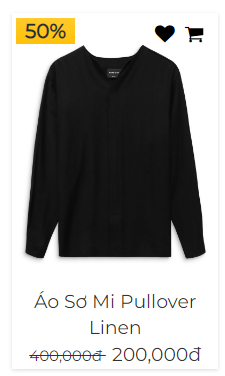 50%
Áo Sơ Mi Pullover
Linen
400,000đ 200,000đ